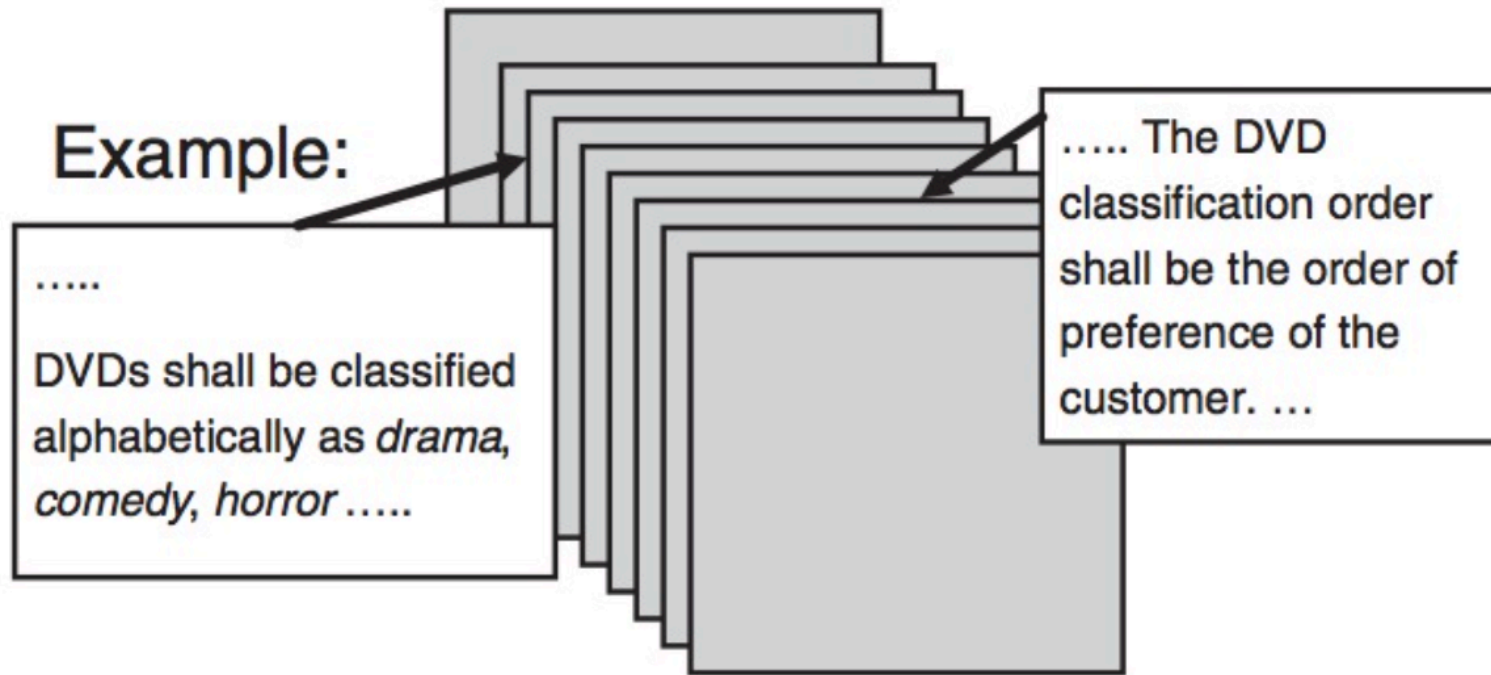 Example:
…..
DVDs shall be classified
alphabetically as drama,
comedy, horror …..
….. The DVD
classification order
shall be the order of
preference of the
customer. …